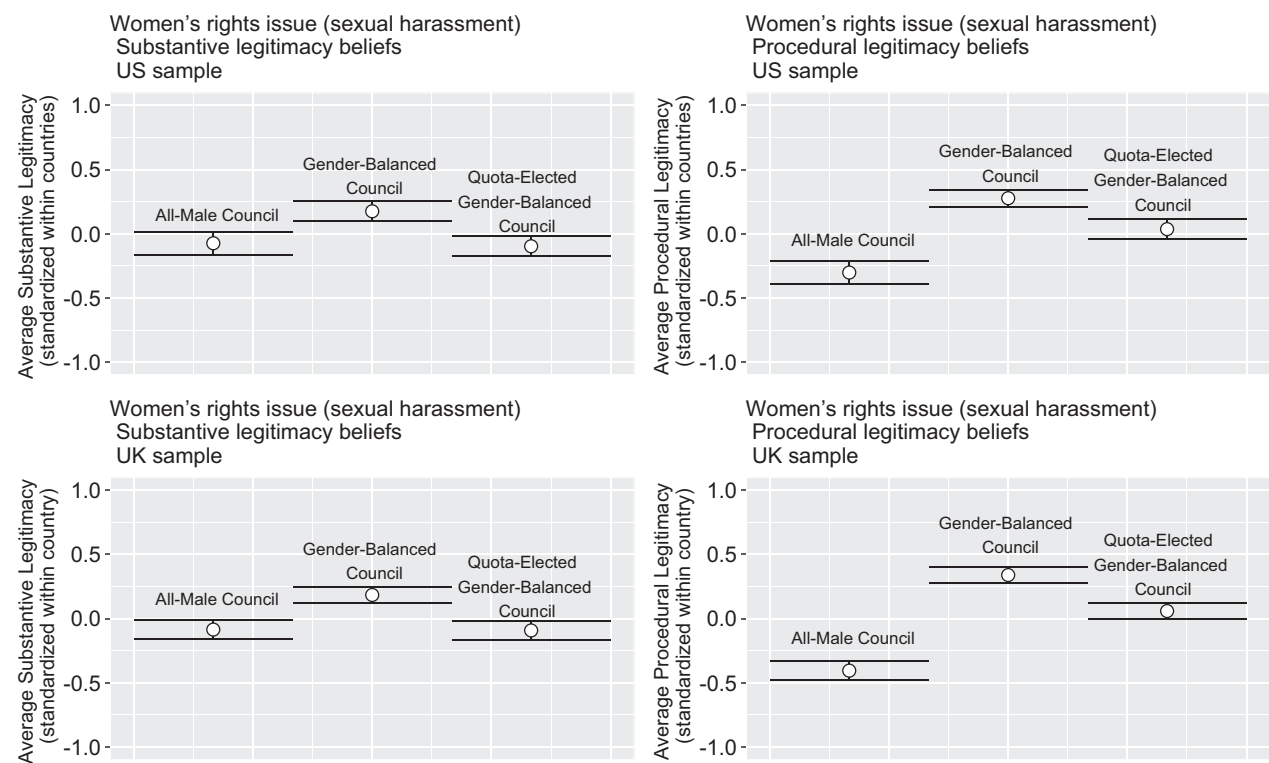 Women’s rights issue (sexual harassment)
Substantive legitimacy beliefs
US sample
Average Substantive Legitimacy
(standardized within countries)
1.0
0.5
0.0
-0.5
-1.0
All-Male Council
Gender-Balanced
Council
Quota-Elected
Gender-Balanced
Council
Women’s rights issue (sexual harassment)
Procedural legitimacy beliefs
US sample
Average Procedural Legitimacy
(standardized within countries)
1.0
0.5
0.0
-0.5
-1.0
All-Male Council
Gender-Balanced
Council
Quota-Elected
Gender-Balanced
Council
Women’s rights issue (sexual harassment)
Substantive legitimacy beliefs
UK sample
Average Substantive Legitimacy
(standardized within country)
1.0
0.5
0.0
-0.5
-1.0
All-Male Council
Gender-Balanced
Council
Quota-Elected
Gender-Balanced
Council
Women’s rights issue (sexual harassment)
Procedural legitimacy beliefs
UK sample
Average Procedural Legitimacy
(standardized within country)
1.0
0.5
0.0
-0.5
-1.0
All-Male Council
Gender-Balanced
Council
Quota-Elected
Gender-Balanced
Council